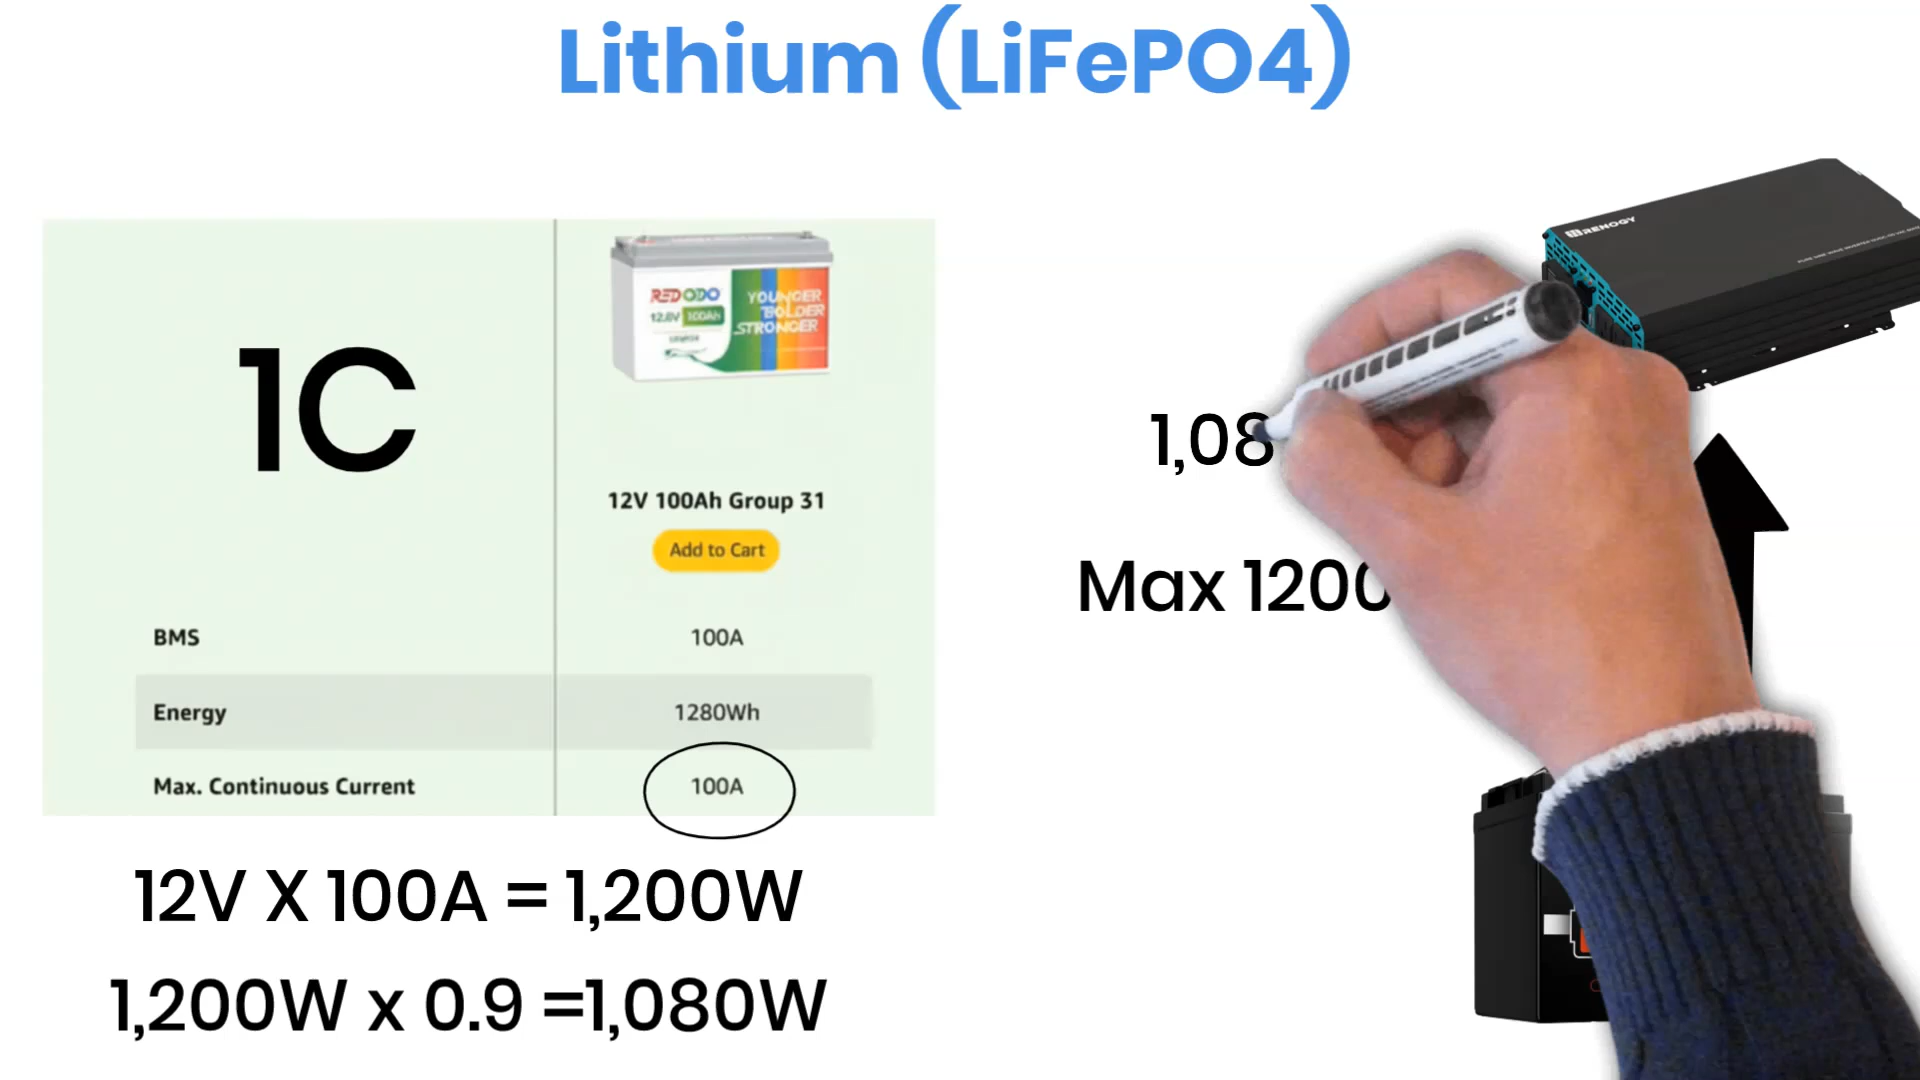 Lithium (LiFePO4)
RENOGY
1C
REDODO
12.8V 100Ah
YOUNGER
BOLDER
STRONGER
12V 100Ah Group 31
Add to Cart
BMS 100A
Energy 1280Wh
Max. Continuous Current 100A
12V X 100A = 1,200W
1,200W x 0.9 =1,080W
1,08
Max 1200